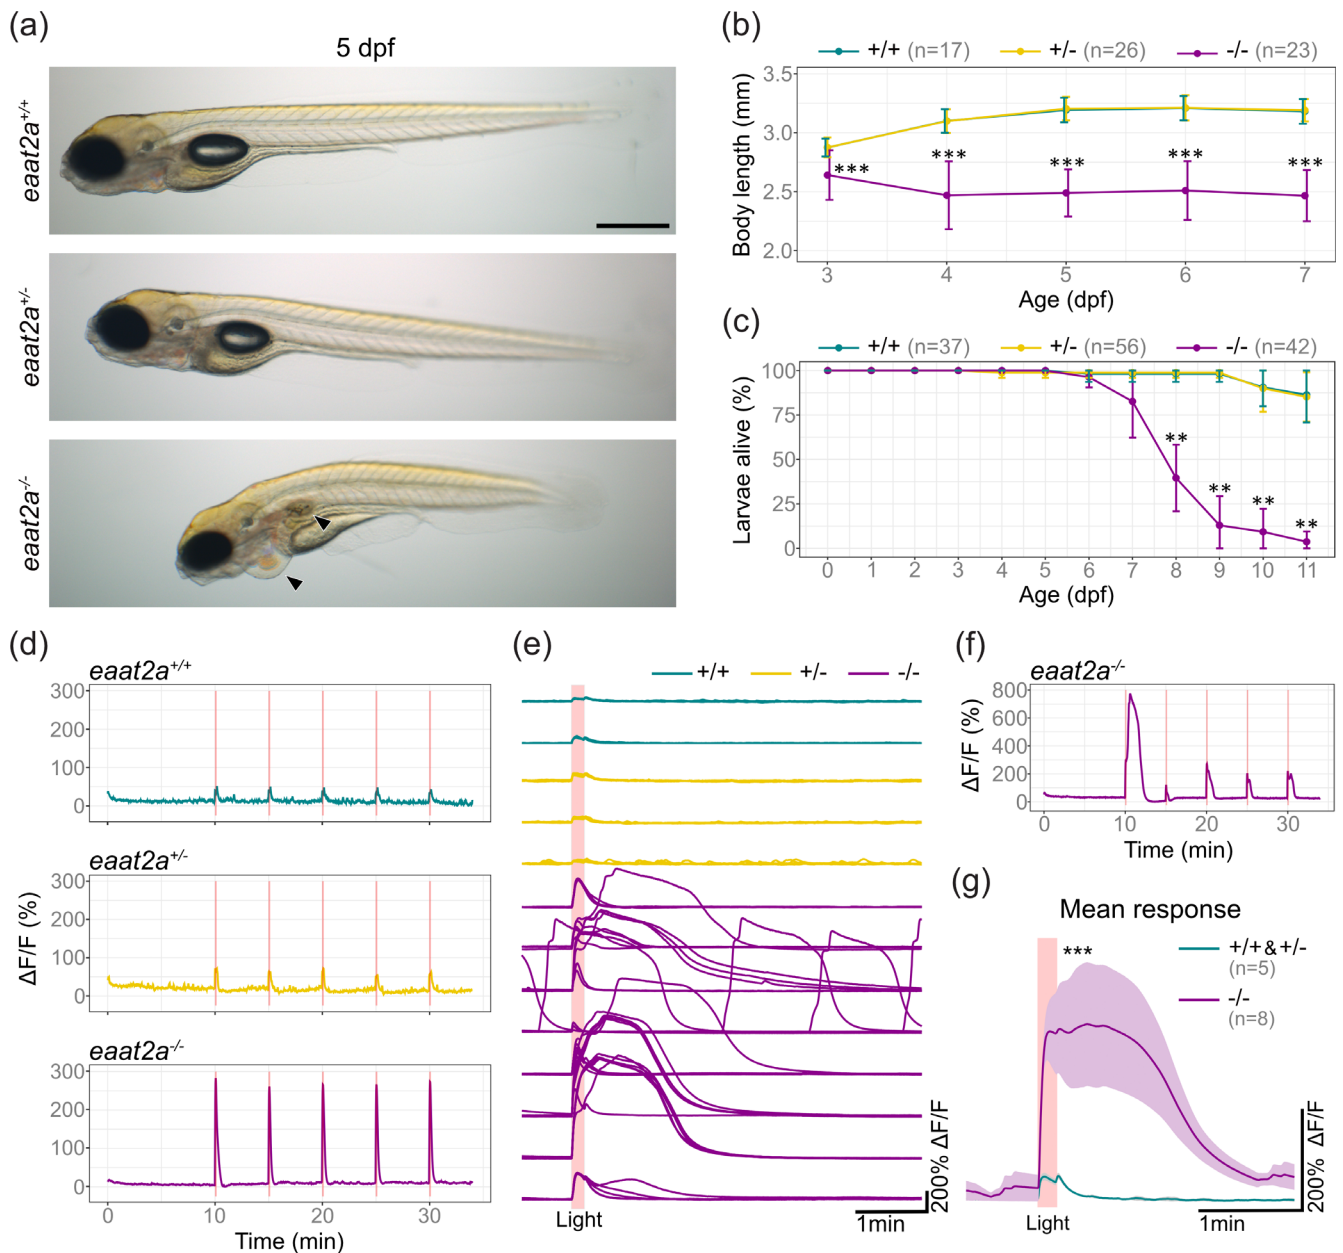 (a)
5 dpf
eaat2a+/+
eaat2a+/-
eaat2a-/-
(b)
+/+ (n=17) +/- (n=26) -/- (n=23)
Body length (mm)
3.5
3.0
2.5
2.0
*** *** *** *** ***
3 4 5 6 7
Age (dpf)
(c)
+/+ (n=37) +/- (n=56) -/- (n=42)
Larvae alive (%)
100
75
50
25
0
** ** ** **
0 1 2 3 4 5 6 7 8 9 10 11
Age (dpf)
(d)
eaat2a+/+
300
200
100
0
eaat2a+/-
300
200
100
0
ΔF/F (%)
eaat2a-/-
300
200
100
0
0 10 20 30
Time (min)
(e)
+/+ +/- -/-
Light
1min
200% ΔF/F
(f)
eaat2a-/-
ΔF/F (%)
800
600
400
200
0
0 10 20 30
Time (min)
(g)
Mean response
***
+/+ & +/-
(n=5)
-/-
(n=8)
Light
1min
200% ΔF/F